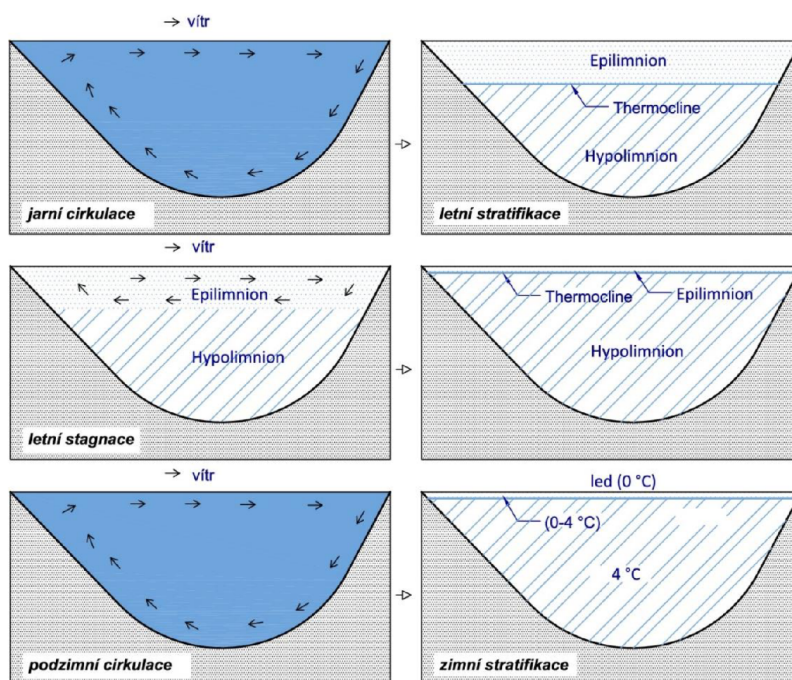 → vítr
Epilimnion
Thermocline
Hypolimnion
jarní cirkulace
letní stratifikace
→ vítr
Epilimnion
Hypolimnion
letní stagnace
Thermocline
Epilimnion
Hypolimnion
→ vítr
podzimní cirkulace
led (0 °C)
(0-4 °C)
4 °C
zimní stratifikace